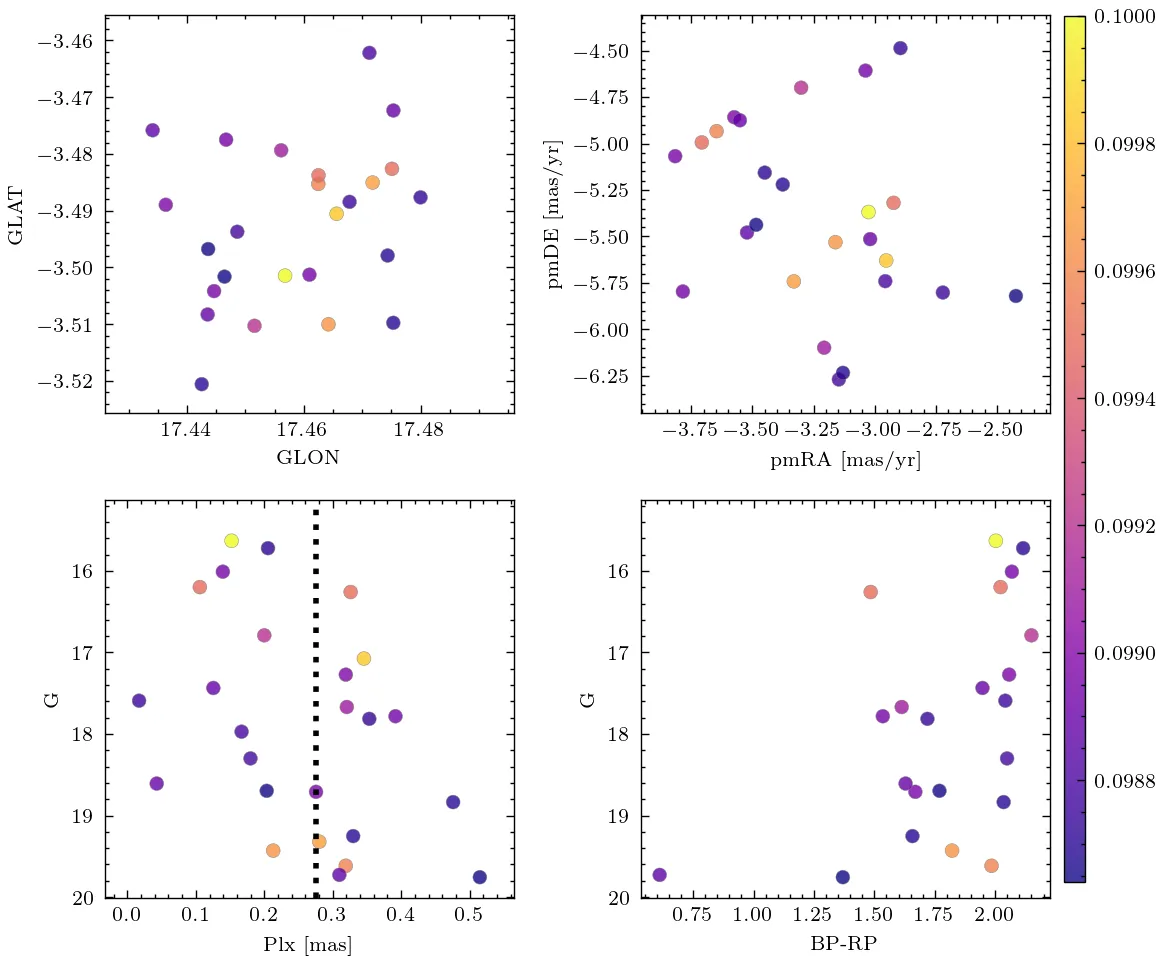 −3.46
−3.47
−3.48
−3.49
−3.50
−3.51
−3.52
GLAT
17.44 17.46 17.48
GLON
−4.50
−4.75
−5.00
−5.25
−5.50
−5.75
−6.00
−6.25
pmDE [mas/yr]
−3.75 −3.50 −3.25 −3.00 −2.75 −2.50
pmRA [mas/yr]
0.1000
0.0998
0.0996
0.0994
0.0992
0.0990
0.0988
16
17
18
19
20
G
0.0 0.1 0.2 0.3 0.4 0.5
Plx [mas]
16
17
18
19
20
G
0.75 1.00 1.25 1.50 1.75 2.00
BP-RP